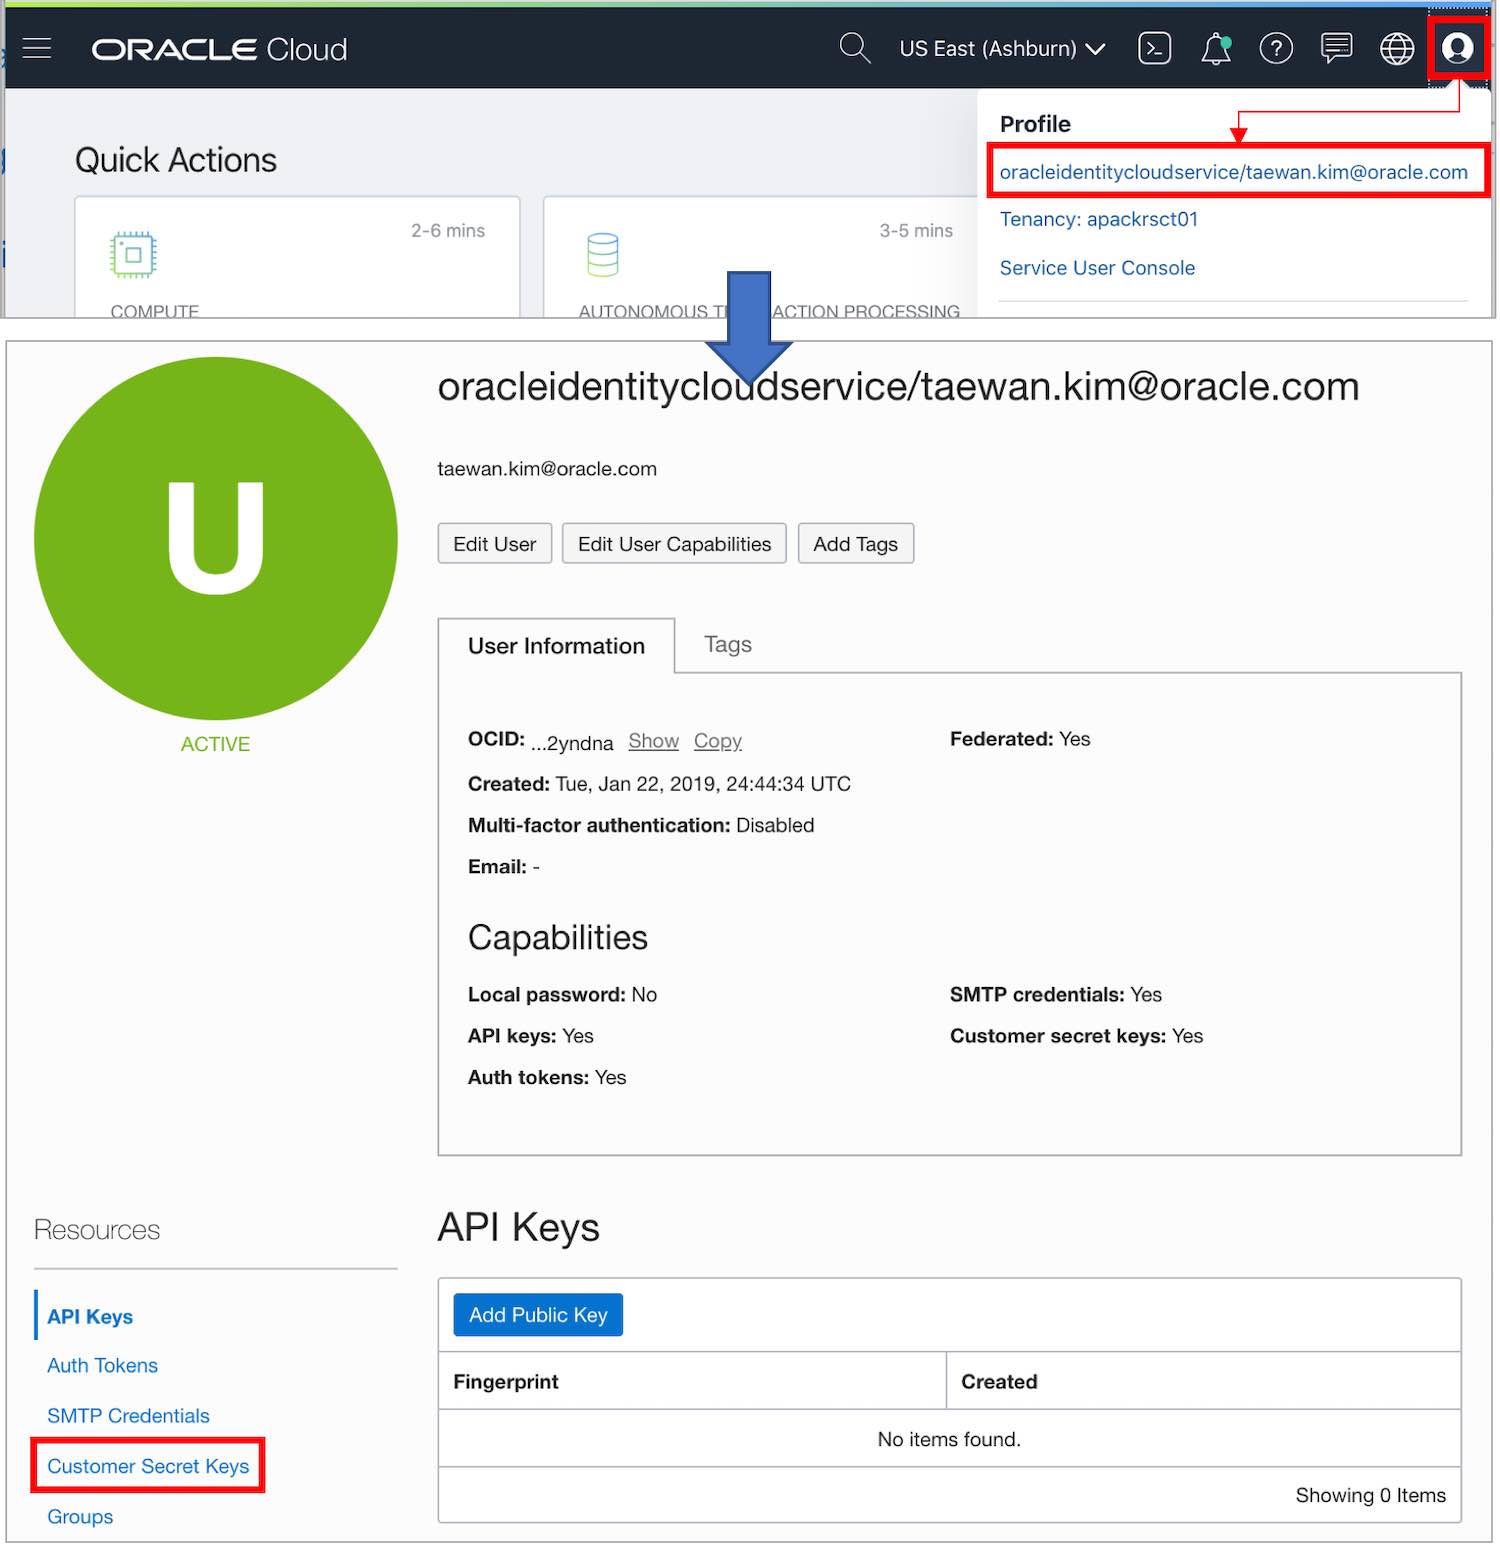 ORACLE Cloud
US East (Ashburn)
Profile
oracleidentitycloudservice/taewan.kim@oracle.com
Tenancy: apackrsct01
Service User Console
Quick Actions
2-6 mins
COMPUTE
3-5 mins
AUTONOMOUS T ACTION PROCESSING
oracleidentitycloudservice/taewan.kim@oracle.com
taewan.kim@oracle.com
Edit User
Edit User Capabilities
Add Tags
U
ACTIVE
User Information
Tags
OCID: ...2yndna Show Copy
Federated: Yes
Created: Tue, Jan 22, 2019, 24:44:34 UTC
Multi-factor authentication: Disabled
Email: -
Capabilities
Local password: No
SMTP credentials: Yes
API keys: Yes
Customer secret keys: Yes
Auth tokens: Yes
Resources
API Keys
Auth Tokens
SMTP Credentials
Customer Secret Keys
Groups
API Keys
Add Public Key
Fingerprint
Created
No items found.
Showing 0 Items